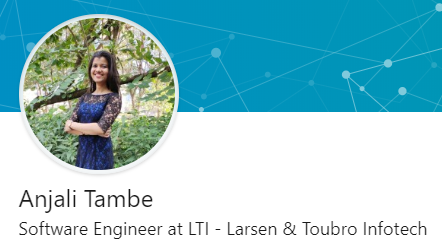 Anjali Tambe
Software Engineer at LTI - Larsen & Toubro Infotech